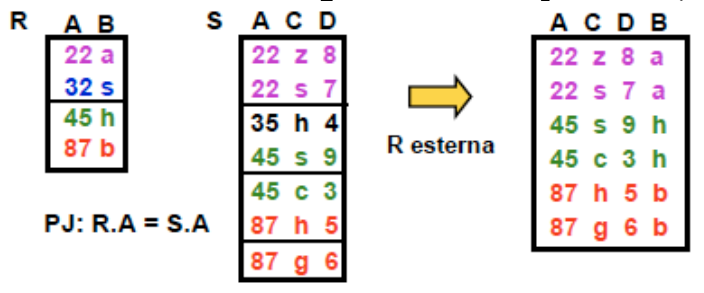 R A B
22 a
32 s
45 h
87 b
PJ: R.A = S.A
S A C D
22 z 8
22 s 7
35 h 4
45 s 9
45 c 3
87 h 5
87 g 6
R esterna
A C D B
22 z 8 a
22 s 7 a
45 s 9 h
45 c 3 h
87 h 5 b
87 g 6 b